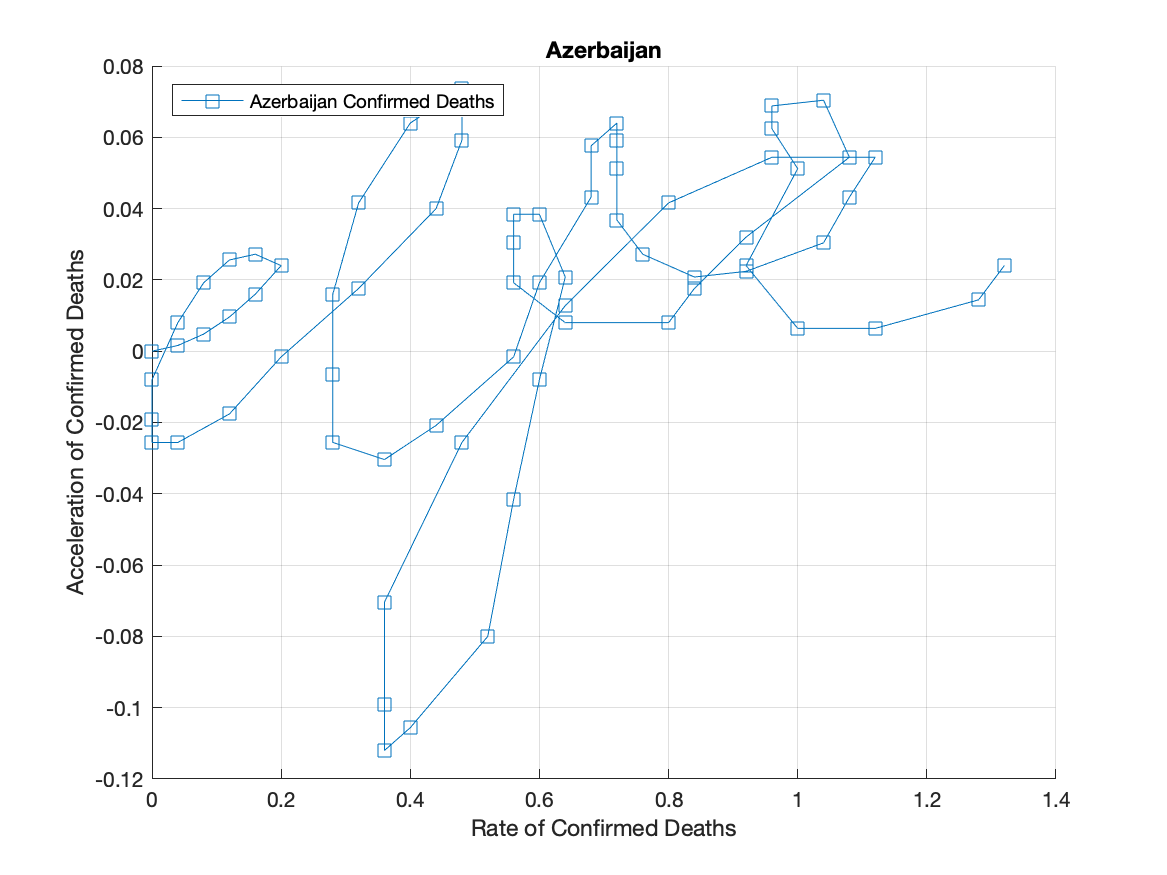 Azerbaijan
Azerbaijan Confirmed Deaths
0.08
0.06
0.04
0.02
0
-0.02
-0.04
-0.06
-0.08
-0.1
-0.12
Acceleration of Confirmed Deaths
0 0.2 0.4 0.6 0.8 1 1.2 1.4
Rate of Confirmed Deaths